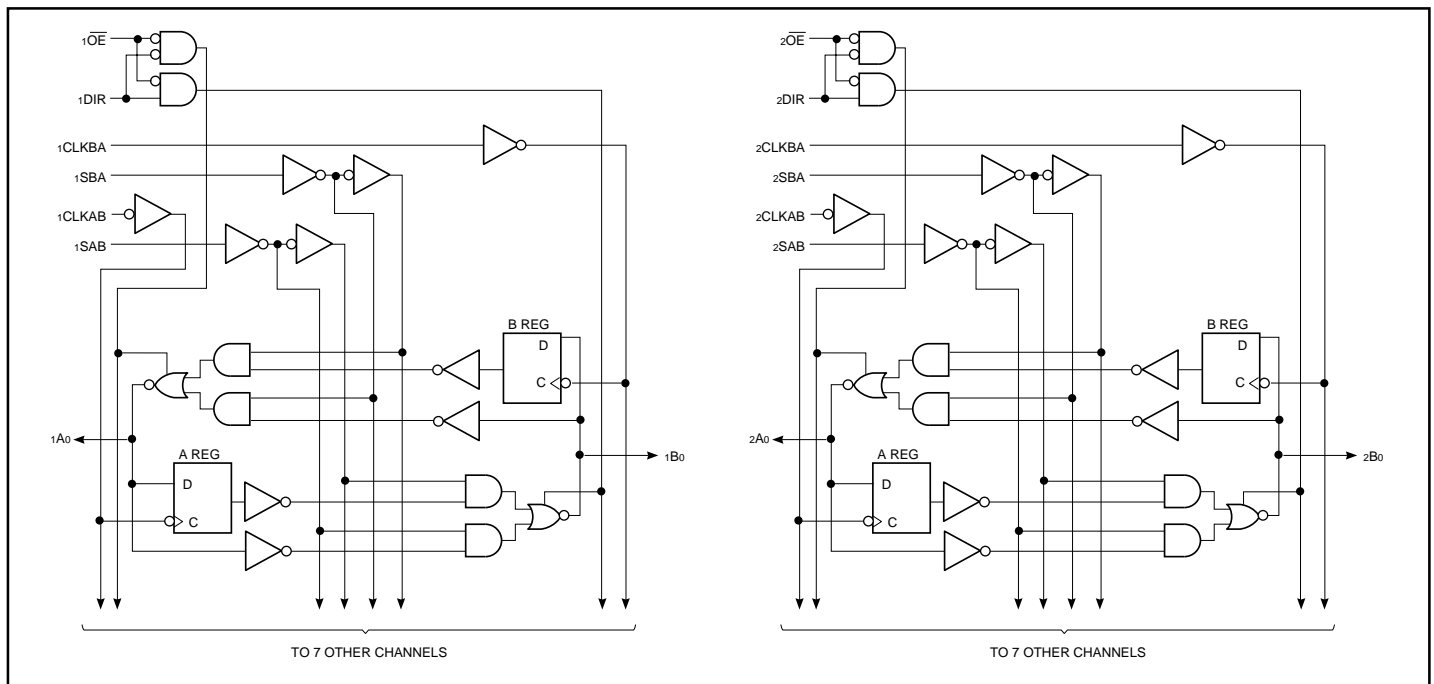 1OE
1DIR
1CLKBA
1SBA
1CLKAB
1SAB
B REG
D
C
1A0
A REG
D
C
1B0
TO 7 OTHER CHANNELS
2OE
2DIR
2CLKBA
2SBA
2CLKAB
2SAB
B REG
D
C
2A0
A REG
D
C
2B0
TO 7 OTHER CHANNELS